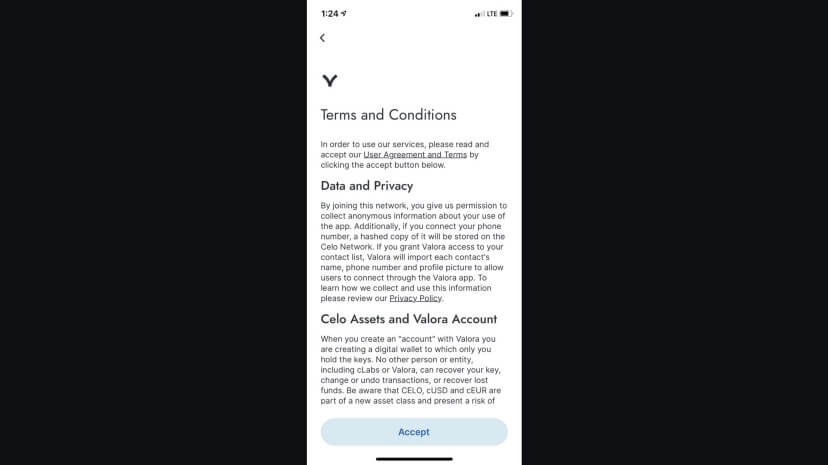 1:24
LTE
Terms and Conditions
In order to use our services, please read and
accept our User Agreement and Terms by
clicking the accept button below.
Data and Privacy
By joining this network, you give us permission to
collect anonymous information about your use of
the app. Additionally, if you connect your phone
number, a hashed copy of it will be stored on the
Celo Network. If you grant Valora access to your
contact list, Valora will import each contact's
name, phone number and profile picture to allow
users to connect through the Valora app. To
learn how we collect and use this information
please review our Privacy Policy.
Celo Assets and Valora Account
When you create an "account" with Valora you
are creating a digital wallet to which only you
hold the keys. No other person or entity,
including cLabs or Valora, can recover your key,
change or undo transactions, or recover lost
funds. Be aware that CELO, cUSD and cEUR are
part of a new asset class and present a risk of
Accept